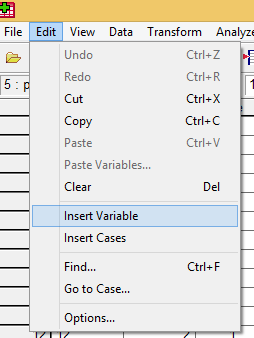 File Edit View Data Transform Analyze
5 : p
Undo Ctrl+Z
Redo Ctrl+R
Cut Ctrl+X
Copy Ctrl+C
Paste Ctrl+V
Paste Variables...
Clear Del
Insert Variable
Insert Cases
Find... Ctrl+F
Go to Case...
Options...